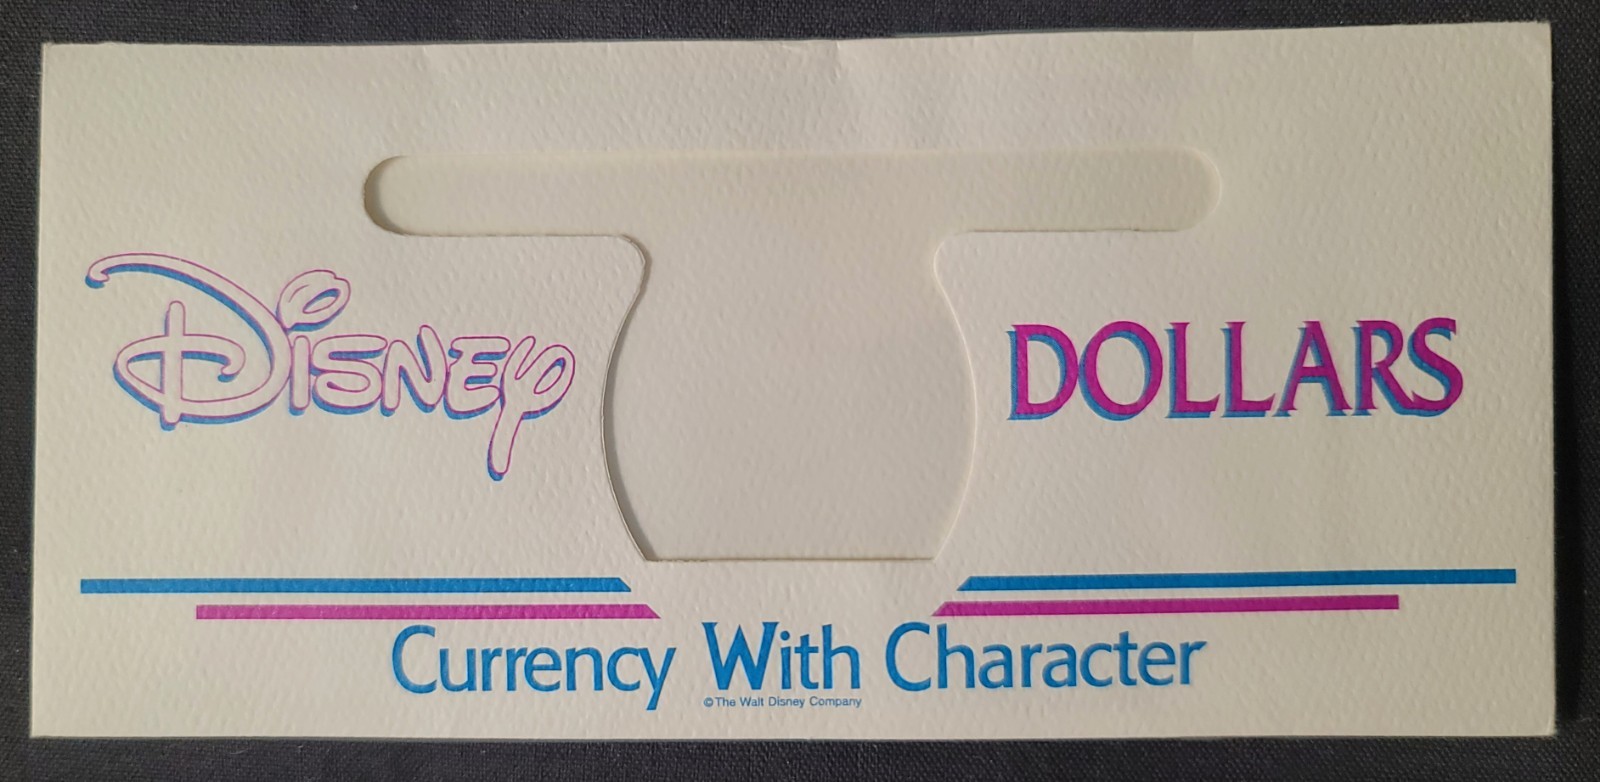 Disney DOLLARS
Currency With Character
©The Walt Disney Company